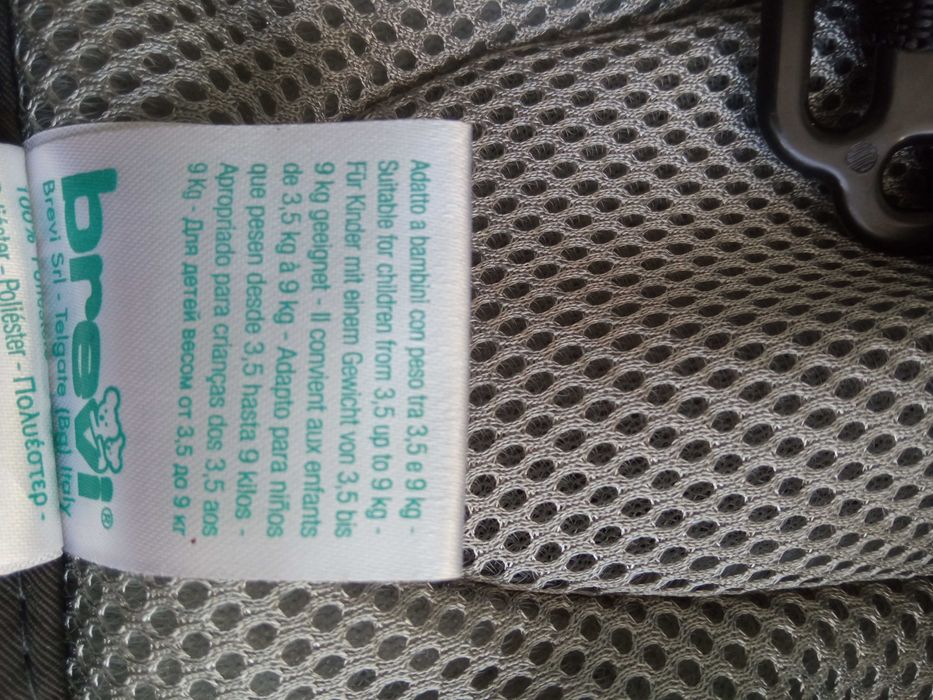 Adatto a bambini com peso tra 3,5 e 9 kg -
Suitable for children from 3,5 up to 9 kg -
Für Kinder mit einem Gewicht von 3,5 bis
9 kg geeignet - Il convient aux enfants
de 3,5 kg à 9 kg - Adapto para niños
que pesen desde 3,5 hasta 9 kilos -
Apropriado para crianças dos 3,5 aos
9 Kg - Для детей весом от 3,5 до 9 кг
brevi®
Brevi Srl - Telgate (Bg) Italy
100%
- Poliéster - Πολυέστερ -